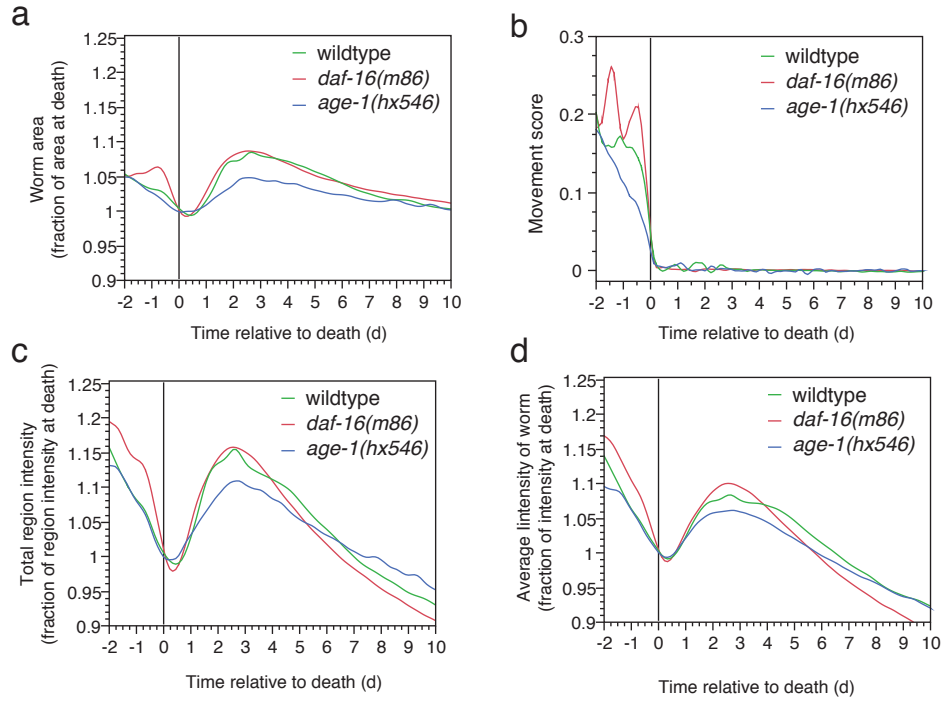 a
1.25
1.2
1.15
1.1
1.05
1
0.95
0.9
Worm area
(fraction of area at death)
wildtype
daf-16(m86)
age-1(hx546)
-2 -1 0 1 2 3 4 5 6 7 8 9 10
Time relative to death (d)
b
0.3
0.2
0.1
0
Movement score
wildtype
daf-16(m86)
age-1(hx546)
-2 -1 0 1 2 3 4 5 6 7 8 9 10
Time relative to death (d)
c
1.25
1.2
1.15
1.1
1.05
1
0.95
0.9
Total region intensity
(fraction of region intensity at death)
wildtype
daf-16(m86)
age-1(hx546)
-2 -1 0 1 2 3 4 5 6 7 8 9 10
Time relative to death (d)
d
1.25
1.2
1.15
1.1
1.05
1
0.95
0.9
Average Iintensity of worm
(fraction of intensity at death)
wildtype
daf-16(m86)
age-1(hx546)
-2 -1 0 1 2 3 4 5 6 7 8 9 10
Time relative to death (d)